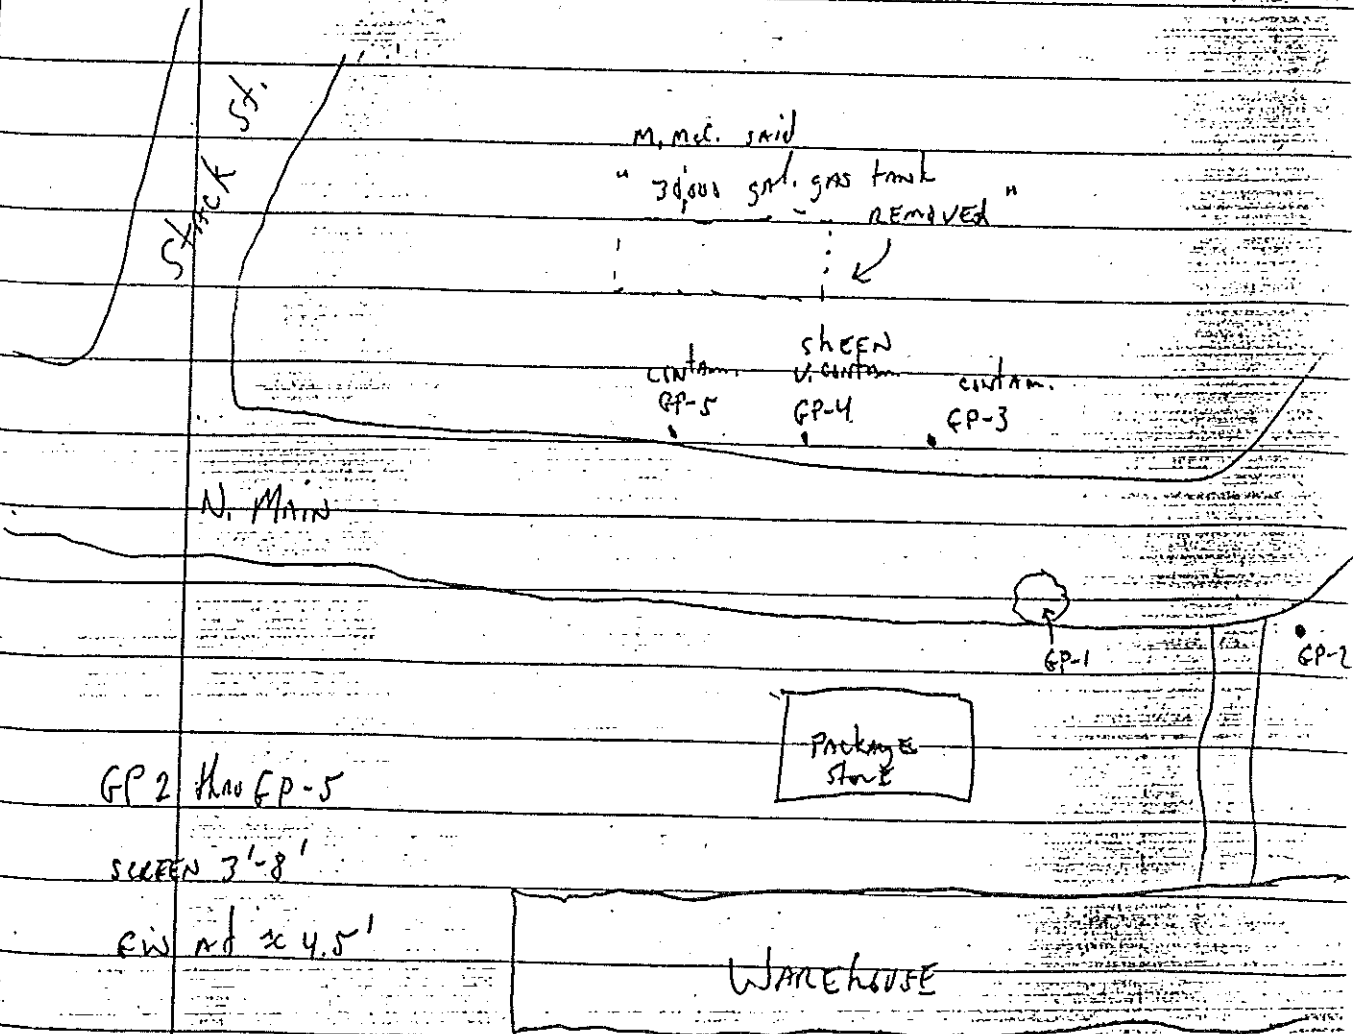 Stack St.
M. McC. said
" 30,000 gal. gas tank
REMOVED "
SHEEN
contam.
V. contam.
contam.
GP-5
GP-4
GP-3
N. MAIN
GP-1
GP-2
PACKAGE
StorE
GP 2 thru GP-5
SCREEN 3'-8'
GW At ≈ 4.5'
WAREHOUSE